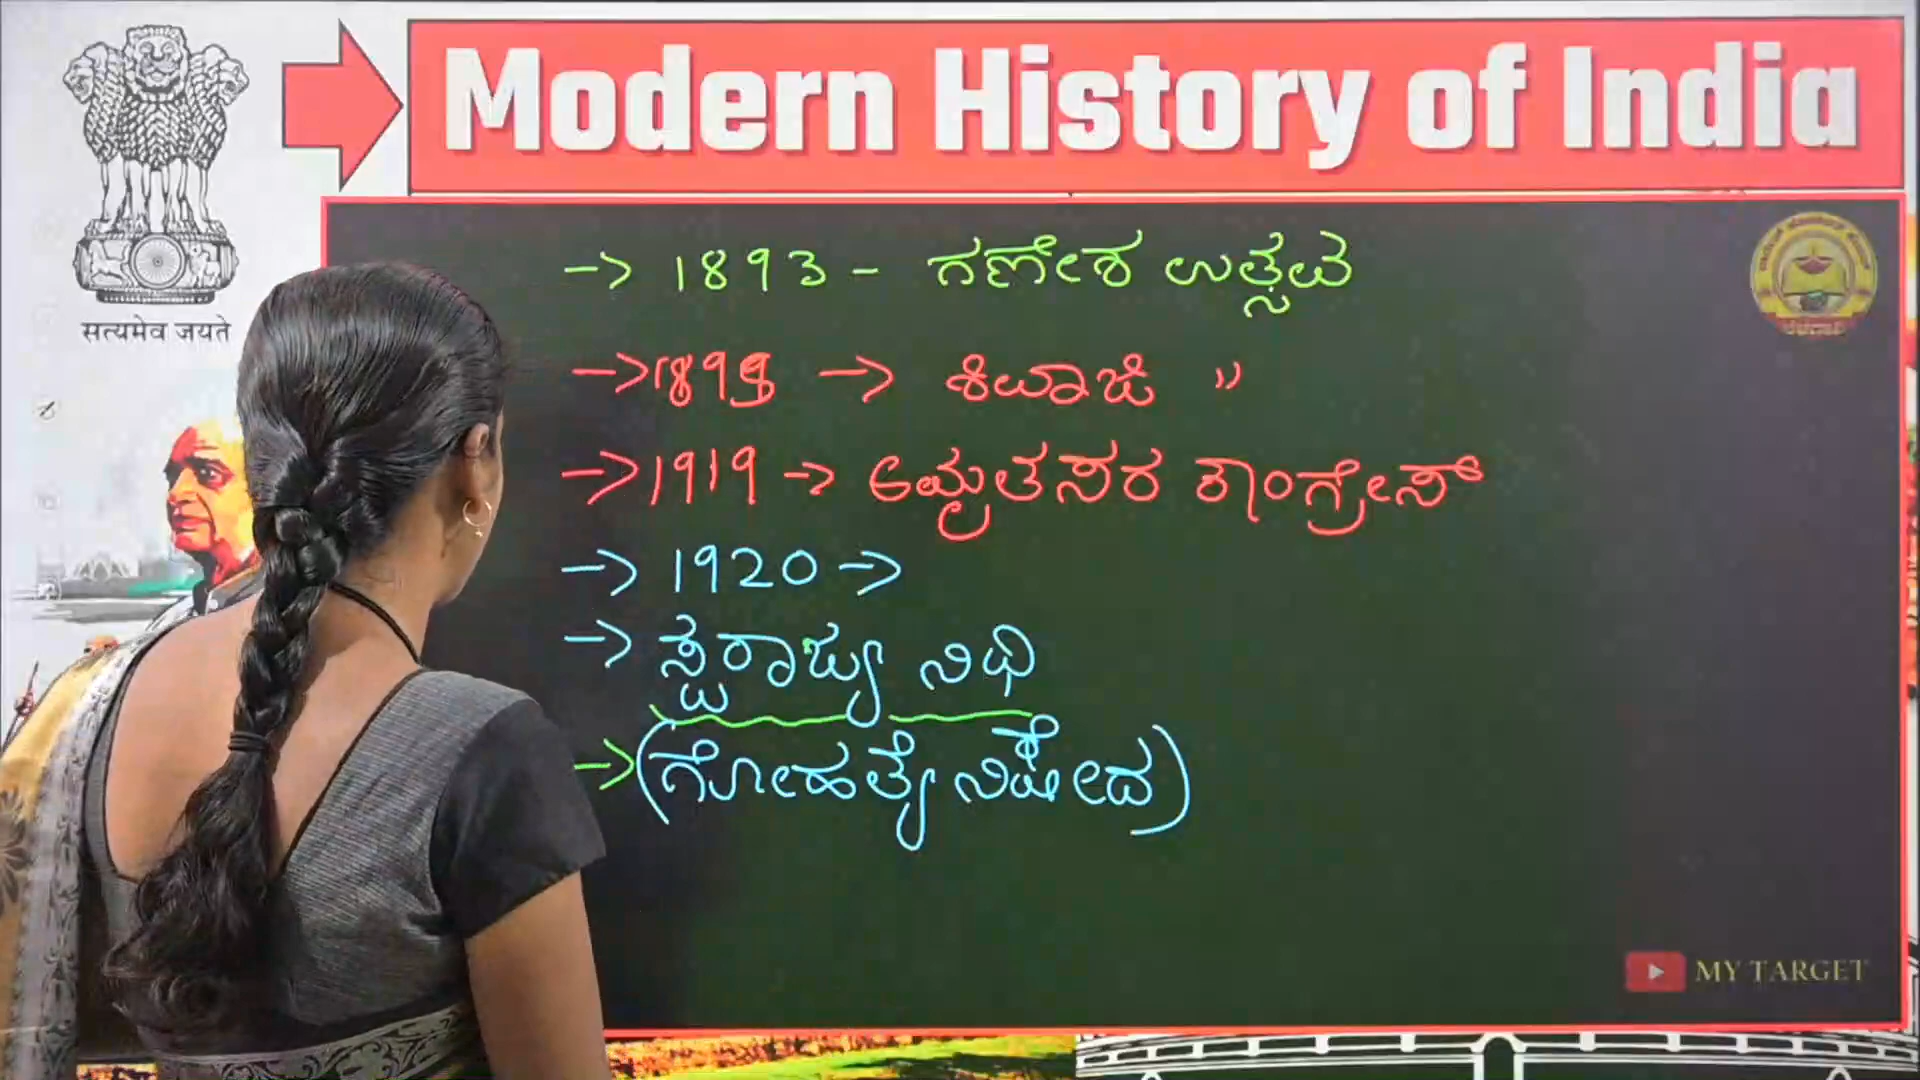 Modern History of India
सत्यमेव जयते
-> 1893 - ಗಣೇಶ ಉತ್ಸವ
-> 1895 -> ಶಿವಾಜಿ "
-> 1919 -> ಅಮೃತಸರ ಕಾಂಗ್ರೇಸ್
-> 1920 ->
-> ಸ್ವರಾಜ್ಯ ನಿಧಿ
-> (ಗೋಹತ್ಯೆ ನಿಷೇದ)
MY TARGET